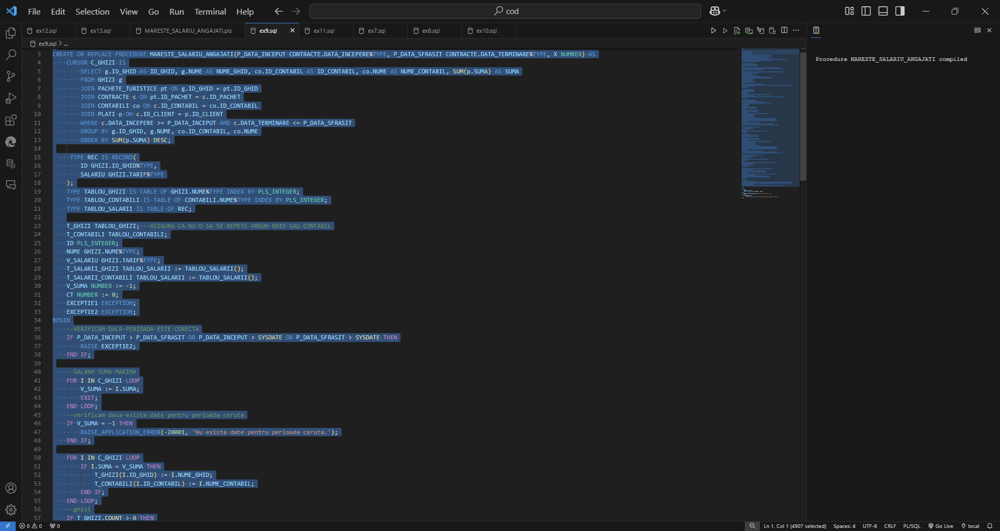 File Edit Selection View Go Run Terminal Help
cod
ex12.sql ex13.sql MARESTE_SALARIU_ANGAJATI.pls ex9.sql ex11.sql ex7.sql ex8.sql ex10.sql
ex9.sql > ...
3 CREATE OR REPLACE PROCEDURE MARESTE_SALARIU_ANGAJATI(P_DATA_INCEPUT CONTRACTE.DATA_INCEPERE%TYPE, P_DATA_SFRASIT CONTRACTE.DATA_TERMINARE%TYPE, X NUMBER) AS
4 CURSOR C_GHIZI IS
5 SELECT g.ID_GHID AS ID_GHID, g.NUME AS NUME_GHID, co.ID_CONTABIL AS ID_CONTABIL, co.NUME AS NUME_CONTABIL, SUM(p.SUMA) AS SUMA
6 FROM GHIZI g
7 JOIN PACHETE_TURISTICE pt ON g.ID_GHID = pt.ID_GHID
8 JOIN CONTRACTE c ON pt.ID_PACHET = c.ID_PACHET
9 JOIN CONTABILI co ON c.ID_CONTABIL = co.ID_CONTABIL
10 JOIN PLATI p ON c.ID_CLIENT = p.ID_CLIENT
11 WHERE c.DATA_INCEPERE >= P_DATA_INCEPUT AND c.DATA_TERMINARE <= P_DATA_SFRASIT
12 GROUP BY g.ID_GHID, g.NUME, co.ID_CONTABIL, co.NUME
13 ORDER BY SUM(p.SUMA) DESC;
14
15 TYPE REC IS RECORD(
16 ID GHIZI.ID_GHID%TYPE,
17 SALARIU GHIZI.TARIF%TYPE
18 );
19 TYPE TABLOU_GHIZI IS TABLE OF GHIZI.NUME%TYPE INDEX BY PLS_INTEGER;
20 TYPE TABLOU_CONTABILI IS TABLE OF CONTABILI.NUME%TYPE INDEX BY PLS_INTEGER;
21 TYPE TABLOU_SALARII IS TABLE OF REC;
22
23 T_GHIZI TABLOU_GHIZI; --ASIGURA CA NU O SA SE REPETE VREUN GHID SAU CONTABIL
24 T_CONTABILI TABLOU_CONTABILI;
25 ID PLS_INTEGER;
26 NUME GHIZI.NUME%TYPE;
27 V_SALARIU GHIZI.TARIF%TYPE;
28 T_SALARII_GHIZI TABLOU_SALARII := TABLOU_SALARII();
29 T_SALARII_CONTABILI TABLOU_SALARII := TABLOU_SALARII();
30 V_SUMA NUMBER := -1;
31 CT NUMBER := 0;
32 EXCEPTIE1 EXCEPTION;
33 EXCEPTIE2 EXCEPTION;
34 BEGIN
35 --VERIFICAM DACA PERIOADA ESTE CORECTA
36 IF P_DATA_INCEPUT > P_DATA_SFRASIT OR P_DATA_INCEPUT > SYSDATE OR P_DATA_SFRASIT > SYSDATE THEN
37 RAISE EXCEPTIE2;
38 END IF;
39
40 --SALVAM SUMA MAXIMA
41 FOR I IN C_GHIZI LOOP
42 V_SUMA := I.SUMA;
43 EXIT;
44 END LOOP;
45 --verificam daca exista date pentru perioada ceruta
46 IF V_SUMA = -1 THEN
47 RAISE_APPLICATION_ERROR(-20001, 'Nu exista date pentru perioada ceruta.');
48 END IF;
49
50 FOR I IN C_GHIZI LOOP
51 IF I.SUMA = V_SUMA THEN
52 T_GHIZI(I.ID_GHID) := I.NUME_GHID;
53 T_CONTABILI(I.ID_CONTABIL) := I.NUME_CONTABIL;
54 END IF;
55 END LOOP;
56 --ghizi
57 IF T_GHIZI.COUNT > 0 THEN
Procedure MARESTE_SALARIU_ANGAJATI compiled
0 0 0 Ln 1, Col 1 (4907 selected) Spaces: 4 UTF-8 CRLF PL/SQL Go Live local